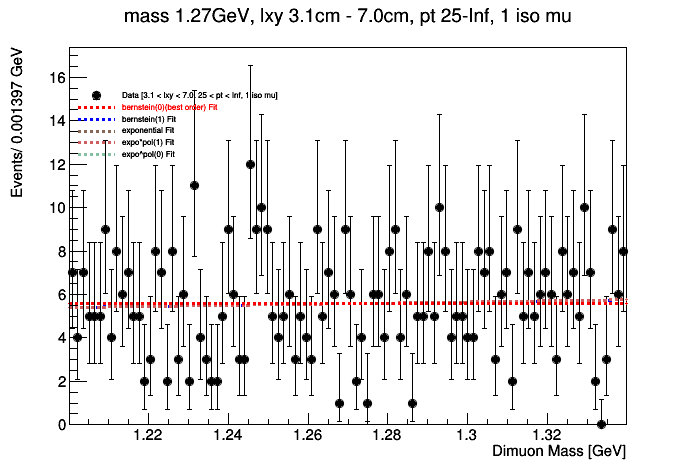 mass 1.27GeV, lxy 3.1cm - 7.0cm, pt 25-Inf, 1 iso mu
Events/ 0.001397 GeV
16
14
12
10
8
6
4
2
0
Data [3.1 < lxy < 7.0 25 < pt < Inf, 1 iso mu]
bernstein(0)(best order) Fit
bernstein(1) Fit
exponential Fit
expo*pol(1) Fit
expo*pol(0) Fit
1.22 1.24 1.26 1.28 1.3 1.32
Dimuon Mass [GeV]